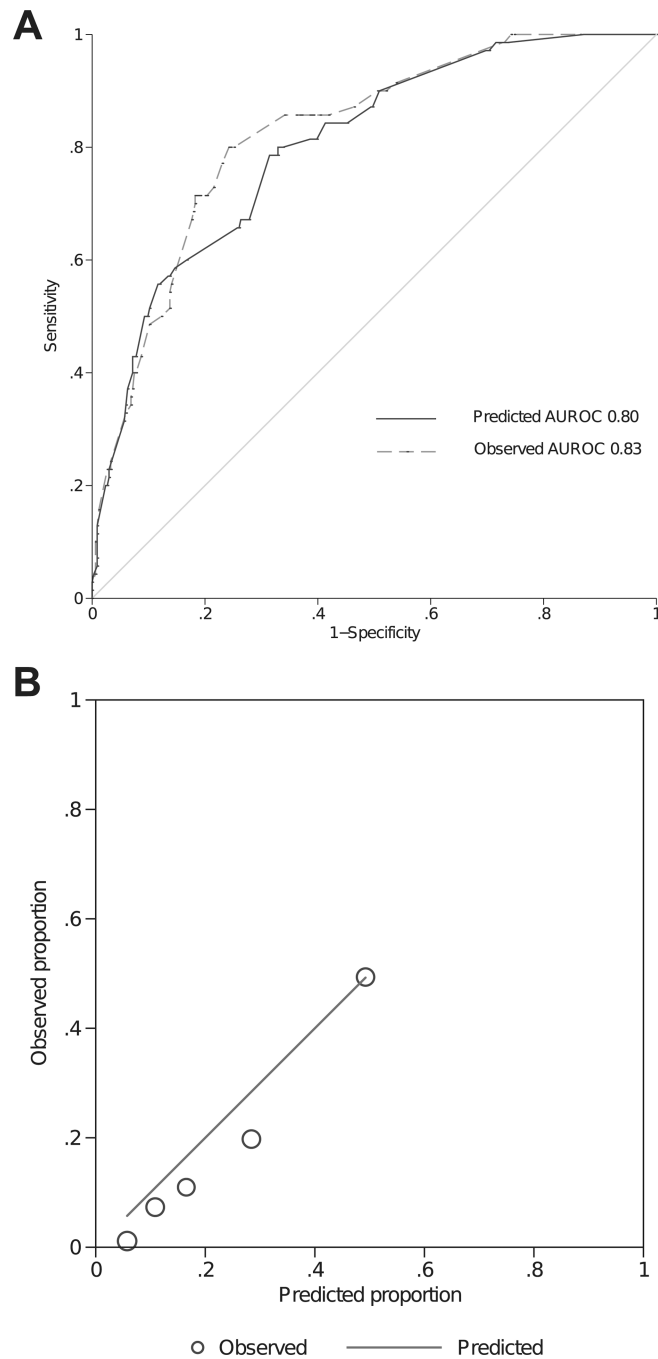 A
1
.8
.6
.4
.2
0
Sensitivity
Predicted AUROC 0.80
Observed AUROC 0.83
0 .2 .4 .6 .8 1
1–Specificity
B
1
.8
.6
.4
.2
0
Observed proportion
0 .2 .4 .6 .8 1
Predicted proportion
Observed Predicted